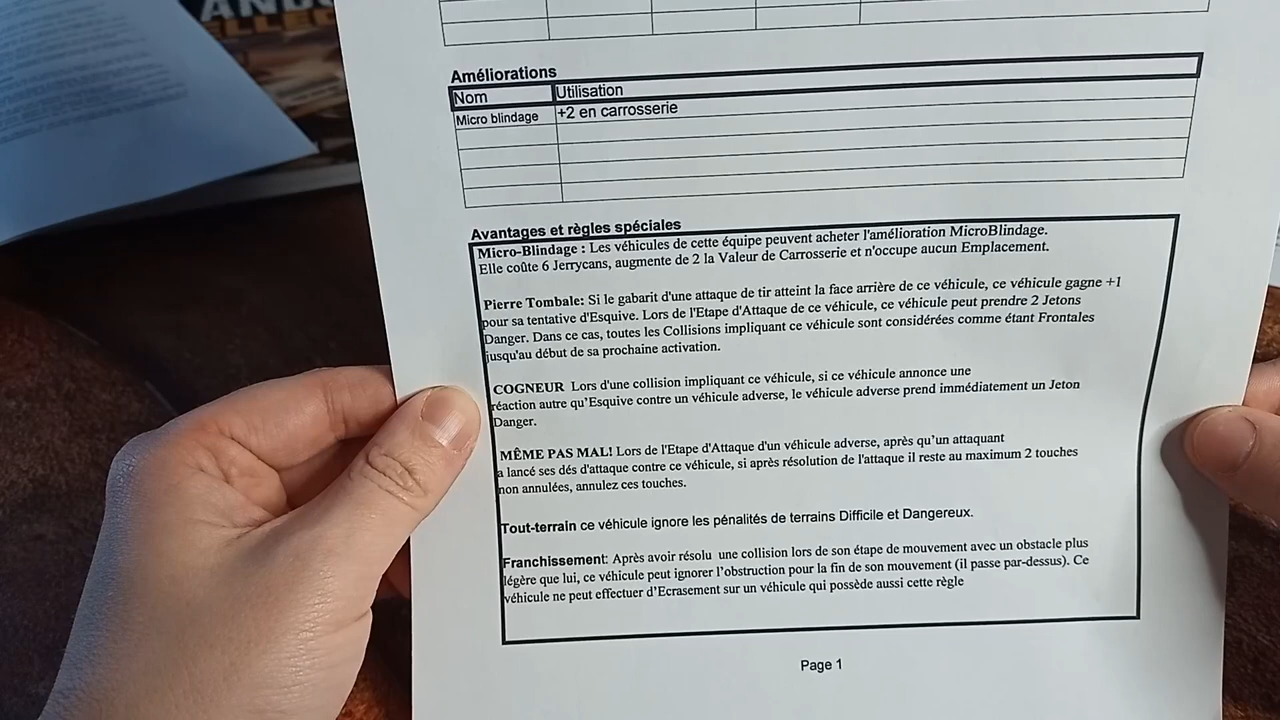 Améliorations
Nom Utilisation
Micro blindage +2 en carrosserie
Avantages et règles spéciales
Micro-Blindage : Les véhicules de cette équipe peuvent acheter l'amélioration MicroBlindage.
Elle coûte 6 Jerrycans, augmente de 2 la Valeur de Carrosserie et n'occupe aucun Emplacement.
Pierre Tombale: Si le gabarit d'une attaque de tir atteint la face arrière de ce véhicule, ce véhicule gagne +1
pour sa tentative d'Esquive. Lors de l'Etape d'Attaque de ce véhicule, ce véhicule peut prendre 2 Jetons
Danger. Dans ce cas, toutes les Collisions impliquant ce véhicule sont considérées comme étant Frontales
jusqu'au début de sa prochaine activation.
COGNEUR Lors d'une collision impliquant ce véhicule, si ce véhicule annonce une
réaction autre qu'Esquive contre un véhicule adverse, le véhicule adverse prend immédiatement un Jeton
Danger.
MÊME PAS MAL! Lors de l'Etape d'Attaque d'un véhicule adverse, après qu'un attaquant
a lancé ses dés d'attaque contre ce véhicule, si après résolution de l'attaque il reste au maximum 2 touches
non annulées, annulez ces touches.
Tout-terrain ce véhicule ignore les pénalités de terrains Difficile et Dangereux.
Franchissement: Après avoir résolu une collision lors de son étape de mouvement avec un obstacle plus
légère que lui, ce véhicule peut ignorer l'obstruction pour la fin de son mouvement (il passe par-dessus). Ce
véhicule ne peut effectuer d'Ecrasement sur un véhicule qui possède aussi cette règle
Page 1